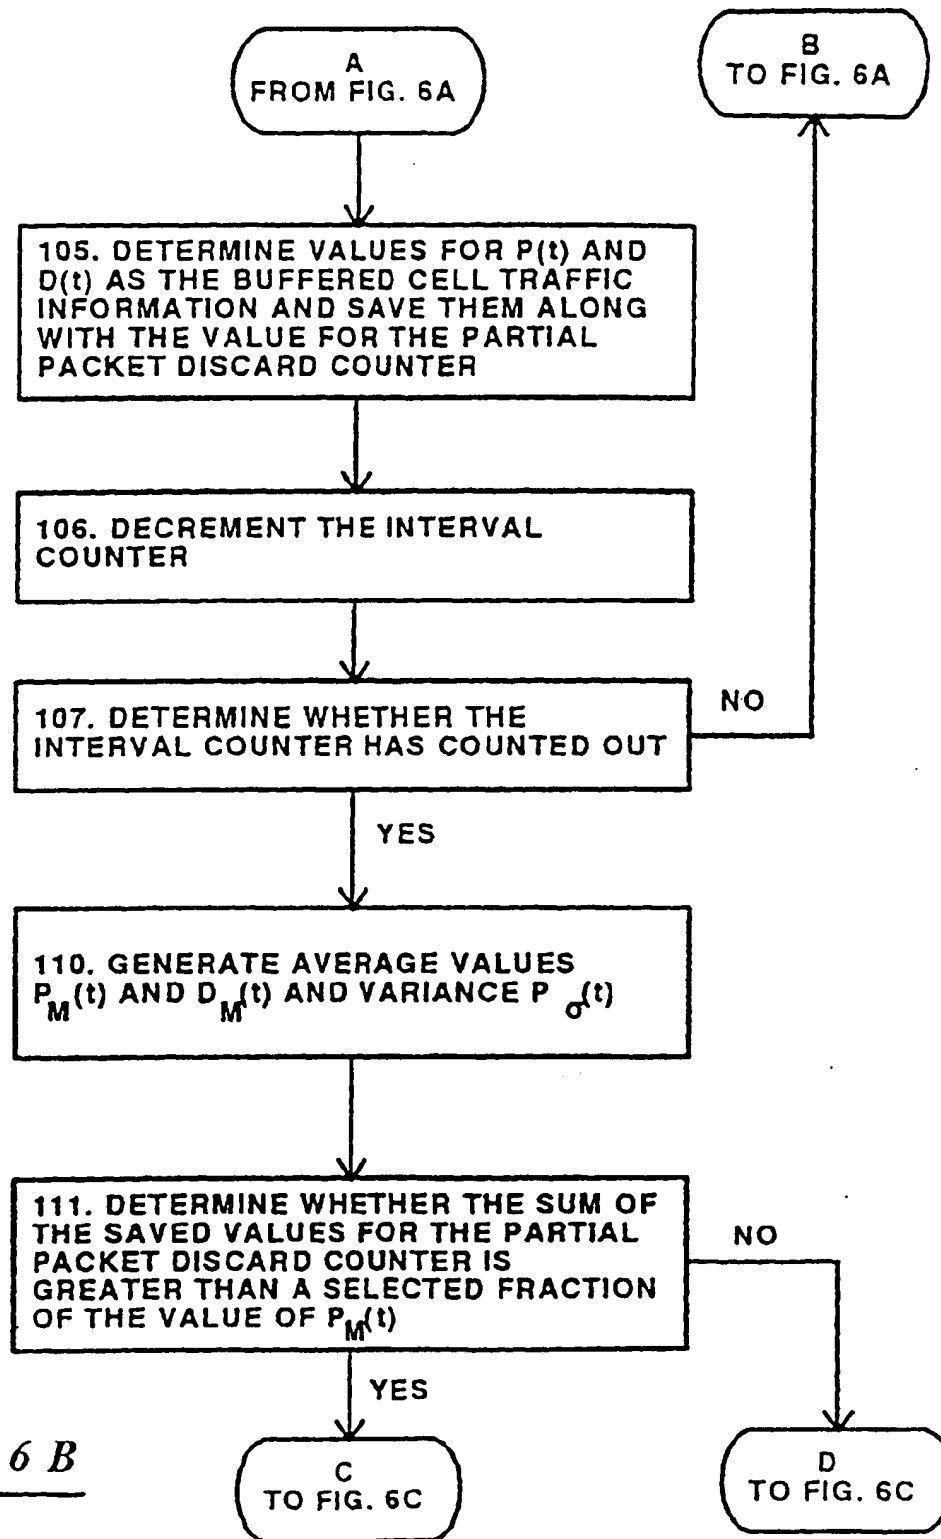 A
FROM FIG. 6A
B
TO FIG. 6A
105. DETERMINE VALUES FOR P(t) AND
D(t) AS THE BUFFERED CELL TRAFFIC
INFORMATION AND SAVE THEM ALONG
WITH THE VALUE FOR THE PARTIAL
PACKET DISCARD COUNTER
106. DECREMENT THE INTERVAL
COUNTER
107. DETERMINE WHETHER THE
INTERVAL COUNTER HAS COUNTED OUT
NO
YES
110. GENERATE AVERAGE VALUES
P_M(t) AND D_M(t) AND VARIANCE P_σ(t)
111. DETERMINE WHETHER THE SUM OF
THE SAVED VALUES FOR THE PARTIAL
PACKET DISCARD COUNTER IS
GREATER THAN A SELECTED FRACTION
OF THE VALUE OF P_M(t)
NO
YES
6 B
C
TO FIG. 6C
D
TO FIG. 6C